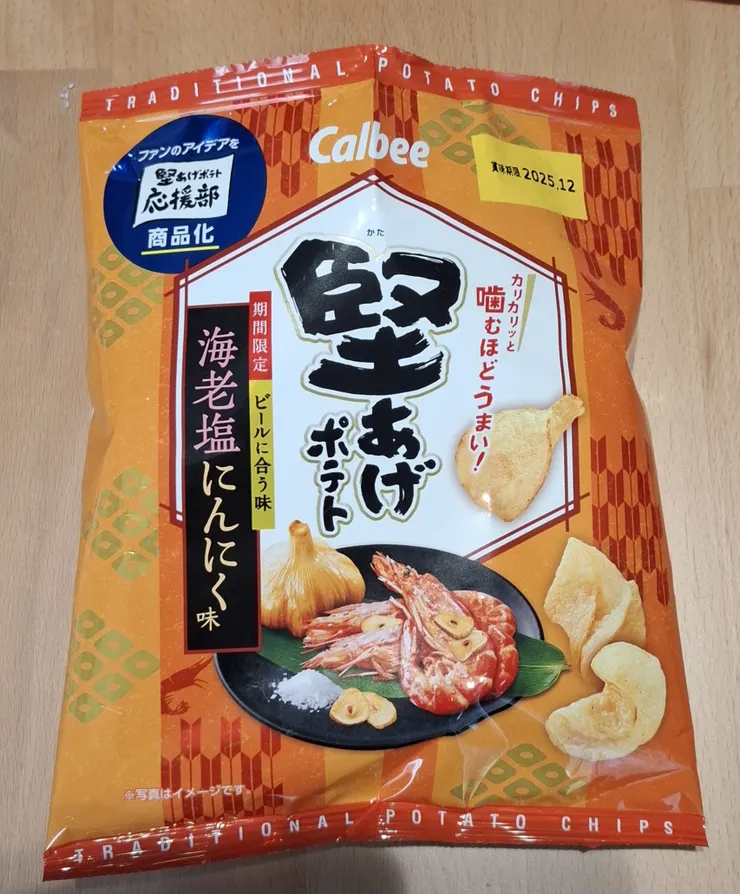 TRADITIONAL POTATO CHIPS
ファンのアイデアを
堅あげポテト
応援部
商品化
Calbee
賞味期限 2025.12
かた
堅あげ
ポテト
カリカリッと
噛むほどうまい!
期間限定
ビールに合う味
海老塩にんにく味
※写真はイメージです。
TRADITIONAL POTATO CHIPS